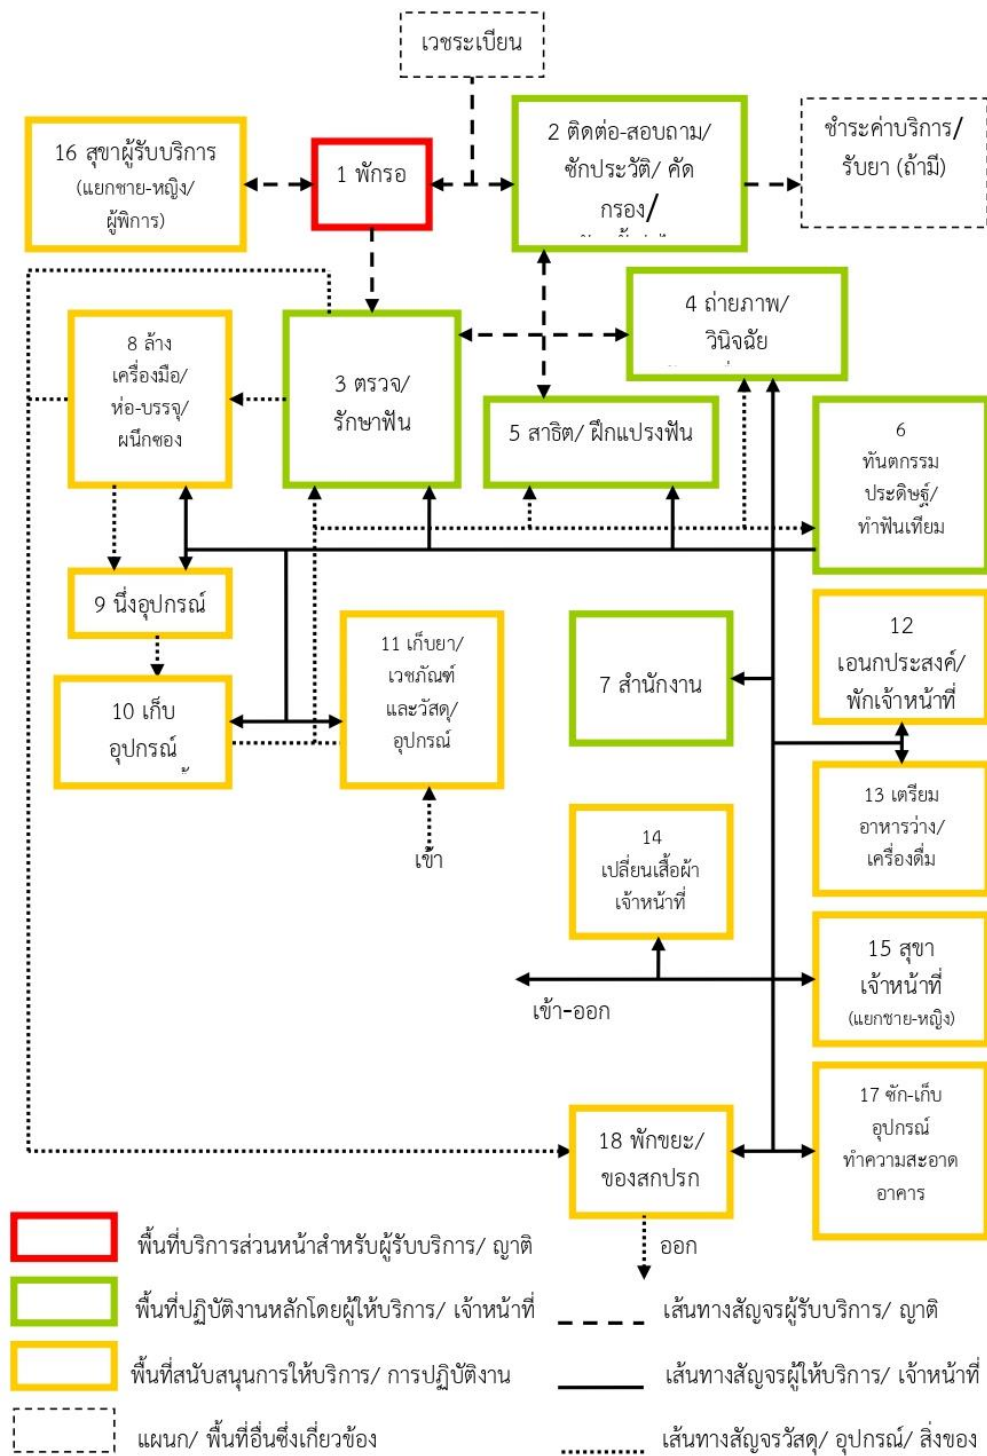 เวชระเบียน
16 สุขาผู้รับบริการ
(แยกชาย-หญิง/
ผู้พิการ)
1 พักรอ
2 ติดต่อ-สอบถาม/
ซักประวัติ/ คัด
กรอง/
ชำระค่าบริการ/
รับยา (ถ้ามี)
4 ถ่ายภาพ/
วินิจฉัย
8 ล้าง
เครื่องมือ/
ห่อ-บรรจุ/
ผนึกซอง
3 ตรวจ/
รักษาฟัน
5 สาธิต/ ฝึกแปรงฟัน
6
ทันตกรรม
ประดิษฐ์/
ทำฟันเทียม
9 นึ่งอุปกรณ์
10 เก็บ
อุปกรณ์
11 เก็บยา/
เวชภัณฑ์
และวัสดุ/
อุปกรณ์
เข้า
7 สำนักงาน
12
เอนกประสงค์/
พักเจ้าหน้าที่
13 เตรียม
อาหารว่าง/
เครื่องดื่ม
14
เปลี่ยนเสื้อผ้า
เจ้าหน้าที่
เข้า-ออก
15 สุขา
เจ้าหน้าที่
(แยกชาย-หญิง)
18 พักขยะ/
ของสกปรก
17 ซัก-เก็บ
อุปกรณ์
ทำความสะอาด
อาคาร
ออก
พื้นที่บริการส่วนหน้าสำหรับผู้รับบริการ/ ญาติ
พื้นที่ปฏิบัติงานหลักโดยผู้ให้บริการ/ เจ้าหน้าที่
เส้นทางสัญจรผู้รับบริการ/ ญาติ
พื้นที่สนับสนุนการให้บริการ/ การปฏิบัติงาน
เส้นทางสัญจรผู้ให้บริการ/ เจ้าหน้าที่
แผนก/ พื้นที่อื่นซึ่งเกี่ยวข้อง
เส้นทางสัญจรวัสดุ/ อุปกรณ์/ สิ่งของ